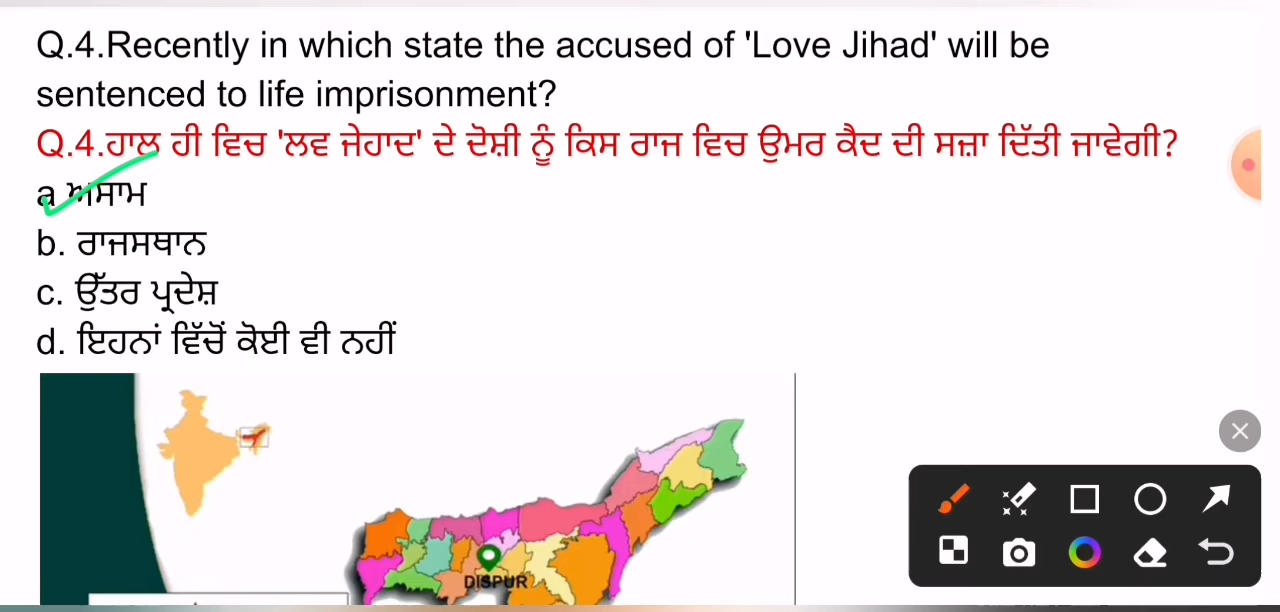 Q.4.Recently in which state the accused of 'Love Jihad' will be
sentenced to life imprisonment?
Q.4.ਹਾਲ ਹੀ ਵਿਚ 'ਲਵ ਜੇਹਾਦ' ਦੇ ਦੋਸ਼ੀ ਨੂੰ ਕਿਸ ਰਾਜ ਵਿਚ ਉਮਰ ਕੈਦ ਦੀ ਸਜ਼ਾ ਦਿੱਤੀ ਜਾਵੇਗੀ?
a ਅਸਾਮ
b. ਰਾਜਸਥਾਨ
c. ਉੱਤਰ ਪ੍ਰਦੇਸ਼
d. ਇਹਨਾਂ ਵਿੱਚੋਂ ਕੋਈ ਵੀ ਨਹੀਂ
DISPUR